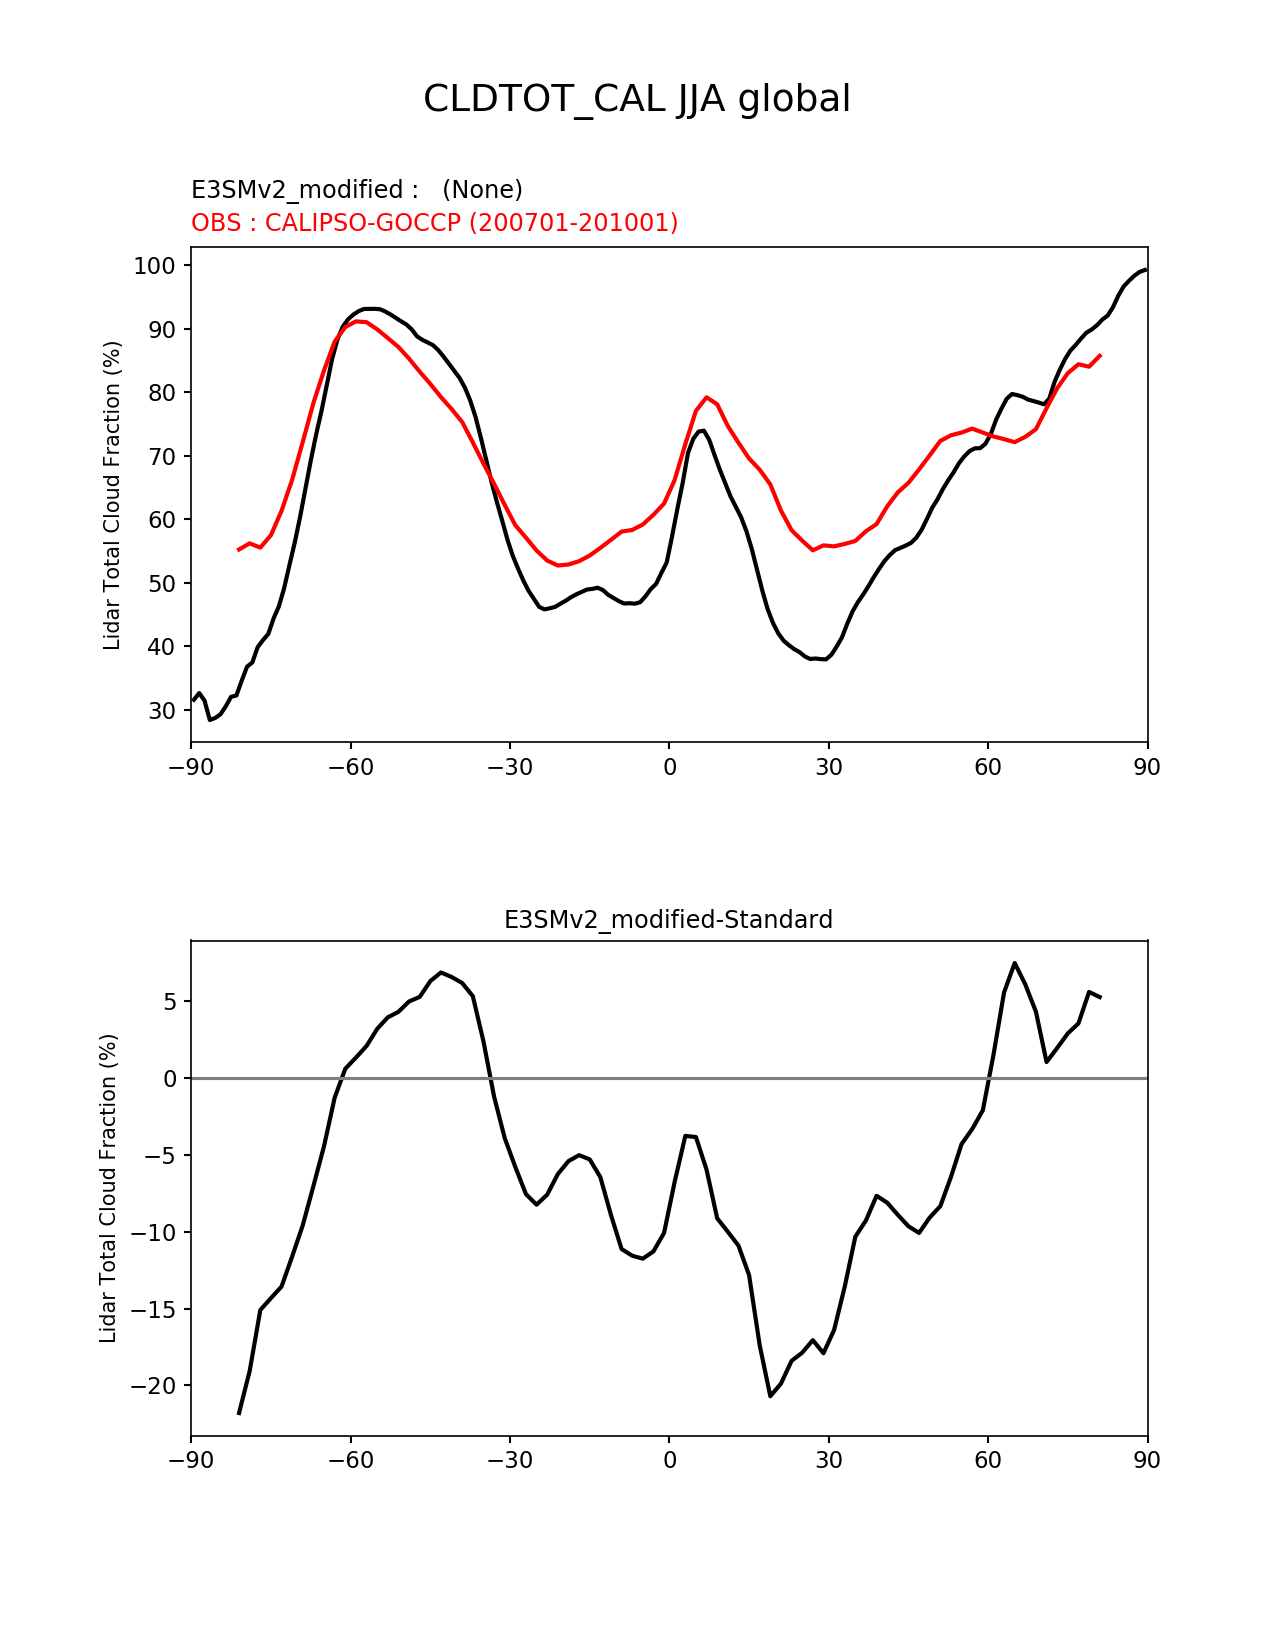 CLDTOT_CAL JJA global
E3SMv2_modified :   (None)
OBS : CALIPSO-GOCCP (200701-201001)
Lidar Total Cloud Fraction (%)
100
90
80
70
60
50
40
30
−90 −60 −30 0 30 60 90
E3SMv2_modified-Standard
Lidar Total Cloud Fraction (%)
5
0
−5
−10
−15
−20
−90 −60 −30 0 30 60 90